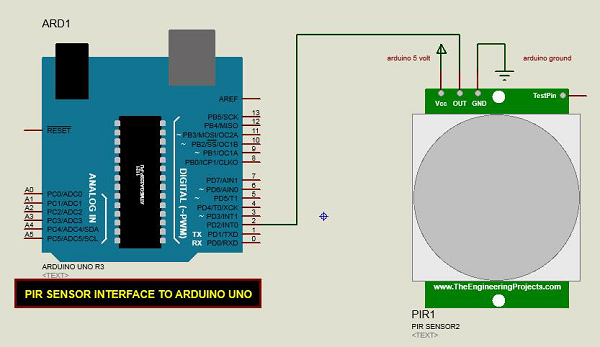 ARD1
arduino 5 volt
arduino ground
Vcc OUT GND
TestPin
AREF
RESET
13
PB5/SCK
12
PB4/MISO
11
~PB3/MOSI/OC2A
10
~ PB2/SS/OC1B
9
~ PB1/OC1A
8
PB0/ICP1/CLKO
7
PD7/AIN1
6
~ PD6/AIN0
5
~ PD5/T1
4
PD4/T0/XCK
3
~ PD3/INT1
2
PD2/INT0
1
TX PD1/TXD
0
RX PD0/RXD
DIGITAL (~PWM)
ANALOG IN
1121
ATMEGA328P-PU
A0 PC0/ADC0
A1 PC1/ADC1
A2 PC2/ADC2
A3 PC3/ADC3
A4 PC4/ADC4/SDA
A5 PC5/ADC5/SCL
ARDUINO UNO R3
<TEXT>
PIR SENSOR INTERFACE TO ARDUINO UNO
www.TheEngineeringProjects.com
PIR1
PIR SENSOR2
<TEXT>